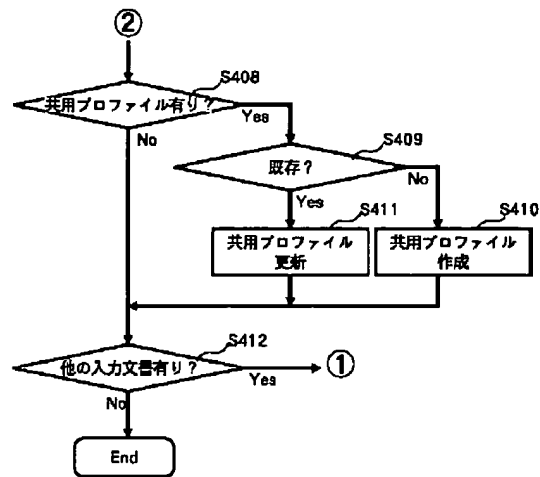 ②
S408
共用プロファイル有り？
Yes
No
S409
既存？
No
Yes
S411
S410
共用プロファイル
更新
共用プロファイル
作成
S412
他の入力文書有り？
①
Yes
No
End